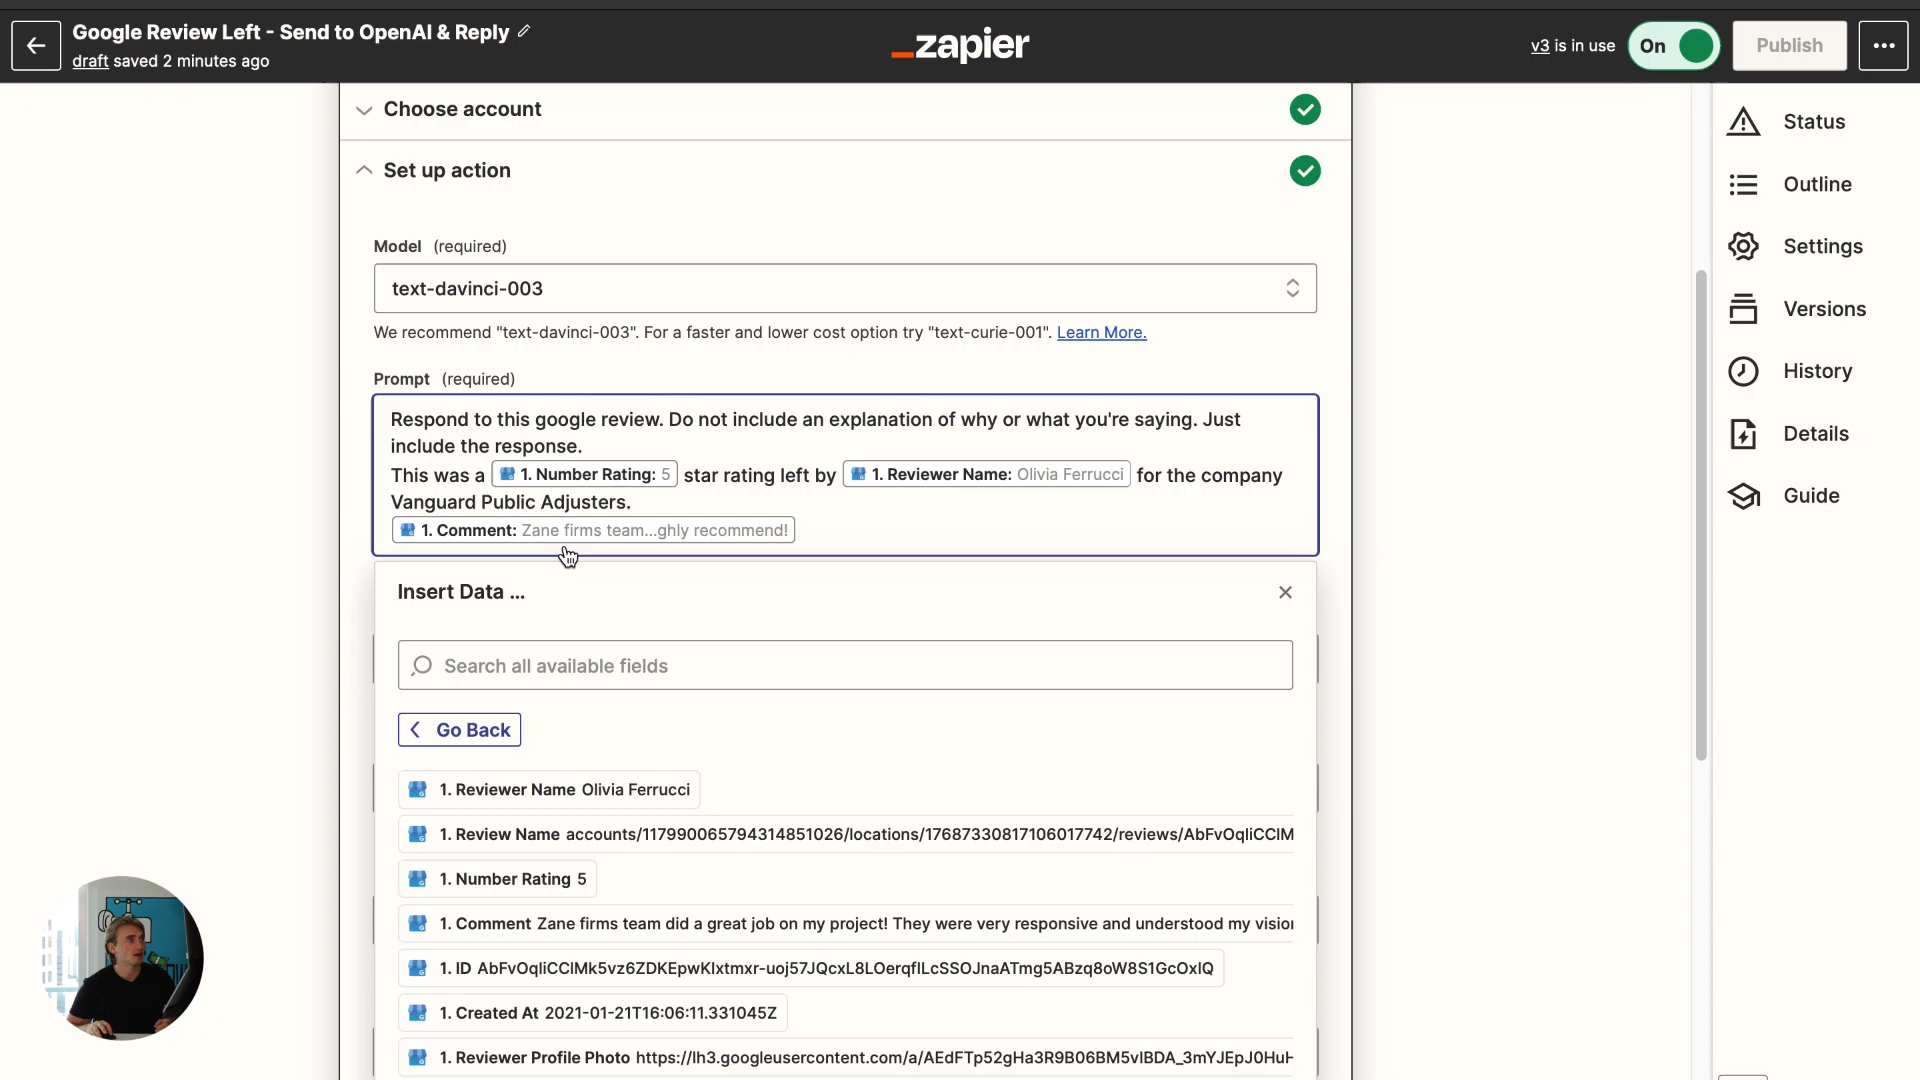 Google Review Left - Send to OpenAI & Reply
draft saved 2 minutes ago
_zapier
v3 is in use
On
Publish
Choose account
Set up action
Model (required)
text-davinci-003
We recommend "text-davinci-003". For a faster and lower cost option try "text-curie-001". Learn More.
Prompt (required)
Respond to this google review. Do not include an explanation of why or what you're saying. Just
include the response.
This was a 1. Number Rating: 5 star rating left by 1. Reviewer Name: Olivia Ferrucci for the company
Vanguard Public Adjusters.
1. Comment: Zane firms team...ghly recommend!
Insert Data ...
Search all available fields
Go Back
1. Reviewer Name Olivia Ferrucci
1. Review Name accounts/117990065794314851026/locations/17687330817106017742/reviews/AbFvOqliCClM
1. Number Rating 5
1. Comment Zane firms team did a great job on my project! They were very responsive and understood my vision
1. ID AbFvOqliCClMk5vz6ZDKEpwKlxtmxr-uoj57JQcxL8LOerqflLcSSOJnaATmg5ABzq8oW8S1GcOxlQ
1. Created At 2021-01-21T16:06:11.331045Z
1. Reviewer Profile Photo https://lh3.googleusercontent.com/a/AEdFTp52gHa3R9B06BM5vlBDA_3mYJEpJ0HuH
Status
Outline
Settings
Versions
History
Details
Guide